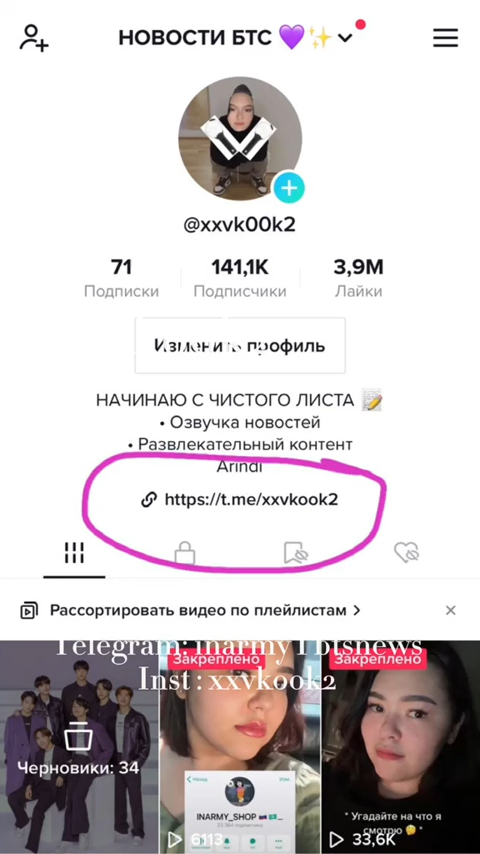 НОВОСТИ БТС 💜✨
@xxvk00k2
71
Подписки
141,1K
Подписчики
3,9M
Лайки
Изменить профиль
НАЧИНАЮ С ЧИСТОГО ЛИСТА 📝
• Озвучка новостей
• Развлекательный контент
Arindi
https://t.me/xxvkook2
Рассортировать видео по плейлистам >
Telegram: inarmy1btsnews
Inst : xxvkook2
Закреплено
Закреплено
Черновики: 34
Назад
INARMY_SHOP
6113
" Угадайте на что я
смотрю 🤔 "
33,6K